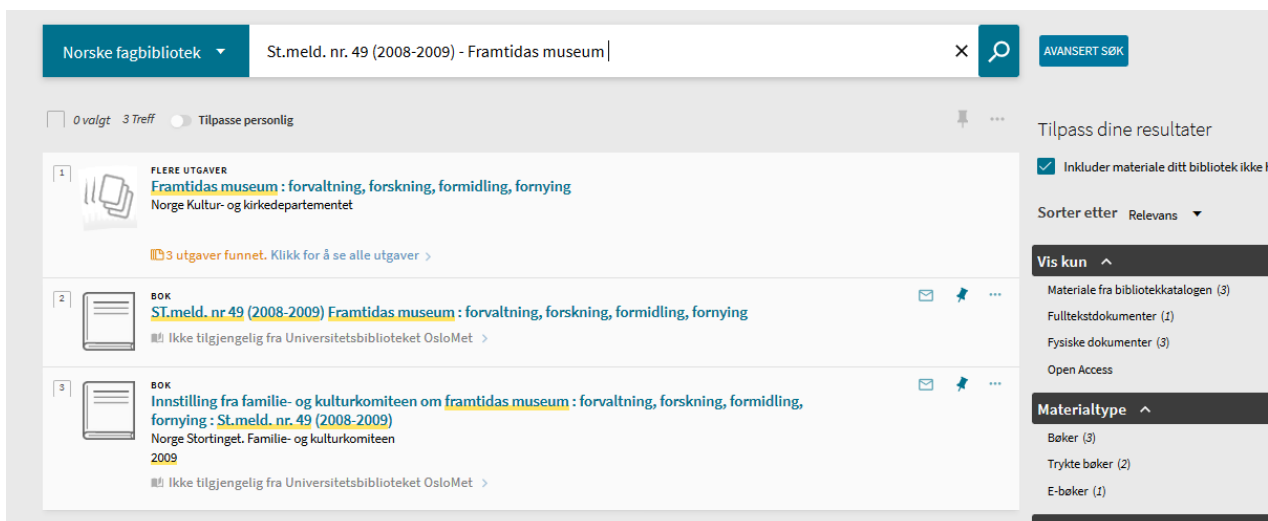 Norske fagbibliotek
St.meld. nr. 49 (2008-2009) - Framtidas museum
AVANSERT SØK
0 valgt 3 Treff Tilpasse personlig
1
FLERE UTGAVER
Framtidas museum : forvaltning, forskning, formidling, fornying
Norge Kultur- og kirkedepartementet
3 utgaver funnet. Klikk for å se alle utgaver >
2
BOK
ST.meld. nr 49 (2008-2009) Framtidas museum : forvaltning, forskning, formidling, fornying
Ikke tilgjengelig fra Universitetsbiblioteket OsloMet >
3
BOK
Innstilling fra familie- og kulturkomiteen om framtidas museum : forvaltning, forskning, formidling,
fornying : St.meld. nr. 49 (2008-2009)
Norge Stortinget. Familie- og kulturkomiteen
2009
Ikke tilgjengelig fra Universitetsbiblioteket OsloMet >
Tilpass dine resultater
Inkluder materiale ditt bibliotek ikke
Sorter etter Relevans
Vis kun
Materiale fra bibliotekkatalogen (3)
Fulltekstdokumenter (1)
Fysiske dokumenter (3)
Open Access
Materialtype
Bøker (3)
Trykte bøker (2)
E-bøker (1)